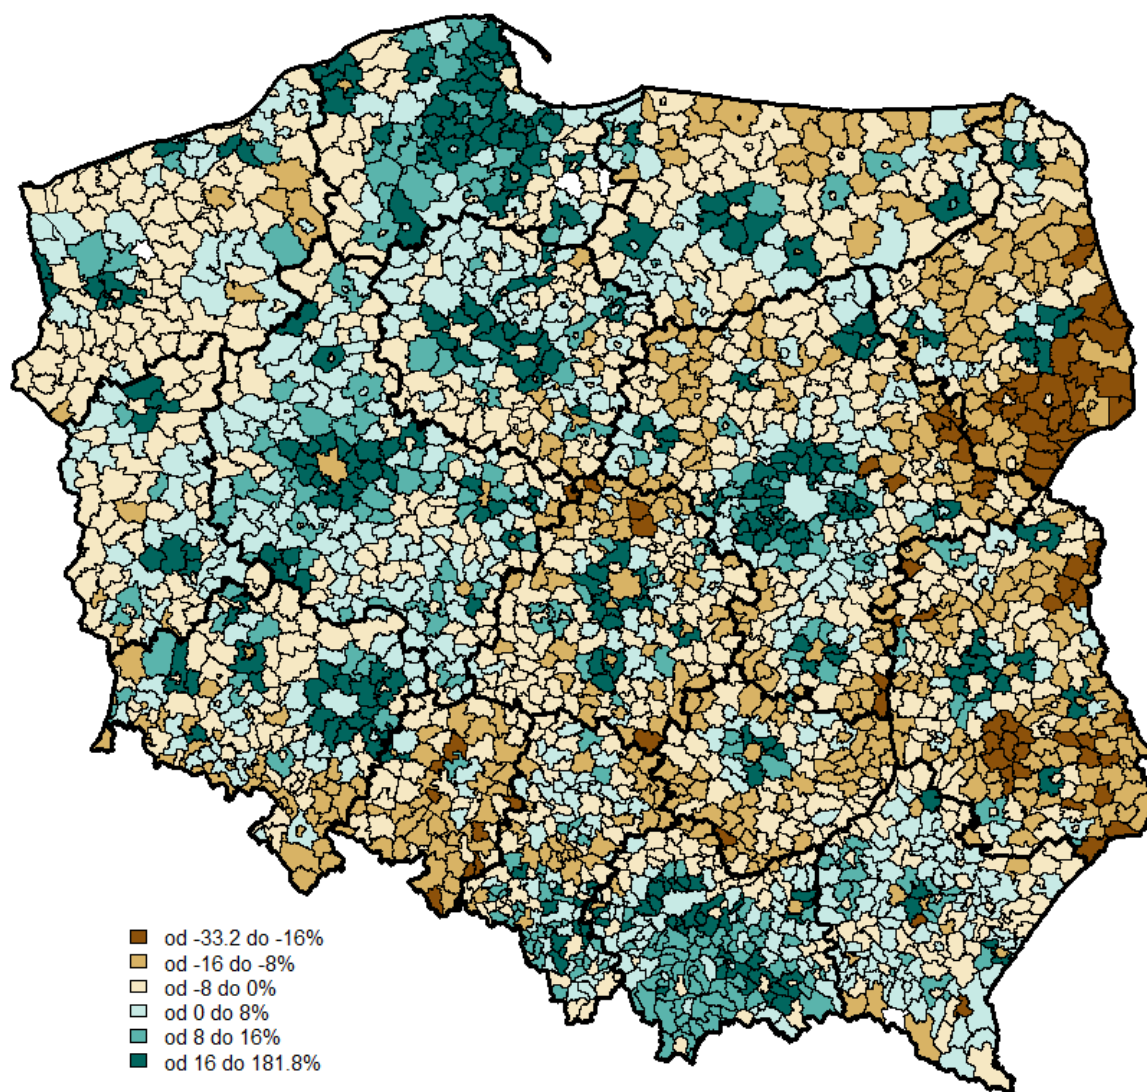 od -33.2 do -16%
od -16 do -8%
od -8 do 0%
od 0 do 8%
od 8 do 16%
od 16 do 181.8%